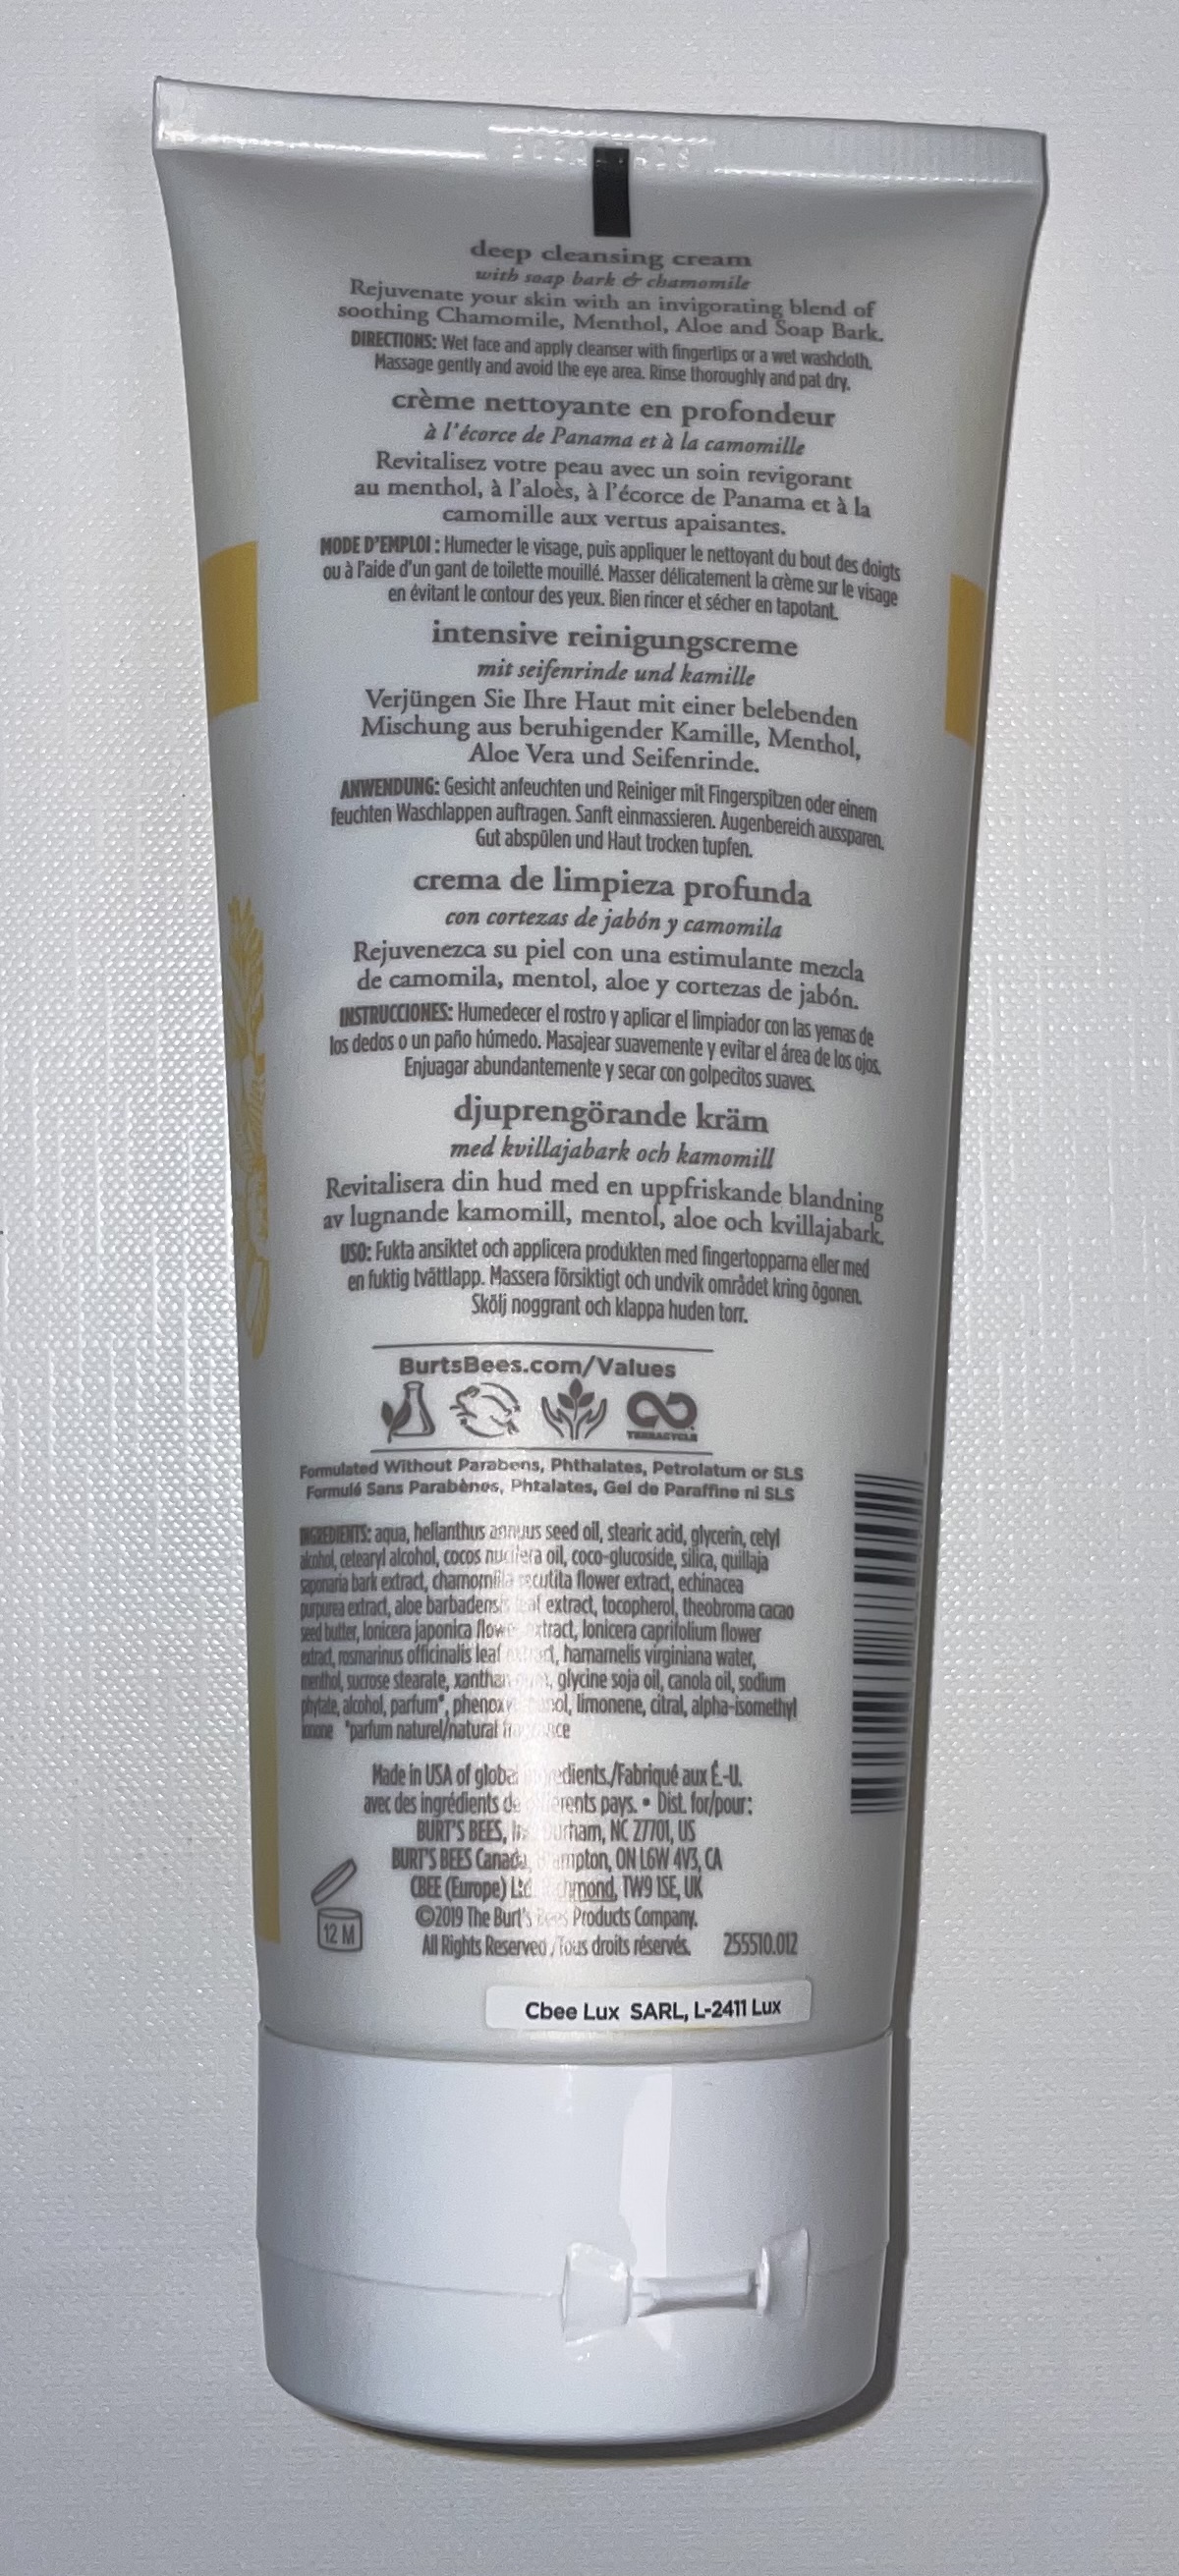 deep cleansing cream
with soap bark & chamomile
Rejuvenate your skin with an invigorating blend of
soothing Chamomile, Menthol, Aloe and Soap Bark.
DIRECTIONS: Wet face and apply cleanser with fingertips or a wet washcloth.
Massage gently and avoid the eye area. Rinse thoroughly and pat dry.
crème nettoyante en profondeur
à l'écorce de Panama et à la camomille
Revitalisez votre peau avec un soin revigorant
au menthol, à l'aloès, à l'écorce de Panama et à la
camomille aux vertus apaisantes.
MODE D'EMPLOI : Humecter le visage, puis appliquer le nettoyant du bout des doigts
ou à l'aide d'un gant de toilette mouillé. Masser délicatement la crème sur le visage
en évitant le contour des yeux. Bien rincer et sécher en tapotant.
intensive reinigungscreme
mit seifenrinde und kamille
Verjüngen Sie Ihre Haut mit einer belebenden
Mischung aus beruhigender Kamille, Menthol,
Aloe Vera und Seifenrinde.
ANWENDUNG: Gesicht anfeuchten und Reiniger mit Fingerspitzen oder einem
feuchten Waschlappen auftragen. Sanft einmassieren. Augenbereich aussparen.
Gut abspülen und Haut trocken tupfen.
crema de limpieza profunda
con cortezas de jabón y camomila
Rejuvenezca su piel con una estimulante mezcla
de camomila, mentol, aloe y cortezas de jabón.
INSTRUCCIONES: Humedecer el rostro y aplicar el limpiador con las yemas de
los dedos o un paño húmedo. Masajear suavemente y evitar el área de los ojos.
Enjuagar abundantemente y secar con golpecitos suaves.
djuprengörande kräm
med kvillajabark och kamomill
Revitalisera din hud med en uppfriskande blandning
av lugnande kamomill, mentol, aloe och kvillajabark.
USO: Fukta ansiktet och applicera produkten med fingertopparna eller med
en fuktig tvättlapp. Massera försiktigt och undvik området kring ögonen.
Skölj noggrant och klappa huden torr.
BurtsBees.com/Values
TERRACYCLE
Formulated Without Parabens, Phthalates, Petrolatum or SLS
Formulé Sans Parabènes, Phtalates, Gel de Paraffine ni SLS
INGREDIENTS: aqua, helianthus annuus seed oil, stearic acid, glycerin, cetyl
alcohol, cetearyl alcohol, cocos nucifera oil, coco-glucoside, silica, quillaja
saponaria bark extract, chamomilla recutita flower extract, echinacea
purpurea extract, aloe barbadensis leaf extract, tocopherol, theobroma cacao
seed butter, lonicera japonica flower extract, lonicera caprifolium flower
extract, rosmarinus officinalis leaf extract, hamamelis virginiana water,
menthol, sucrose stearate, xanthan gum, glycine soja oil, canola oil, sodium
phytate, alcohol, parfum*, phenoxyethanol, limonene, citral, alpha-isomethyl
ionone *parfum naturel/natural fragrance
Made in USA of global ingredients./Fabriqué aux É.-U.
avec des ingrédients de différents pays. • Dist. for/pour:
BURT'S BEES, Inc. Durham, NC 27701, US
BURT'S BEES Canada, Brampton, ON L6W 4V3, CA
CBEE (Europe) Ltd. Richmond, TW9 1SE, UK
©2019 The Burt's Bees Products Company.
All Rights Reserved./Tous droits réservés. 255510.012
12 M
Cbee Lux SARL, L-2411 Lux